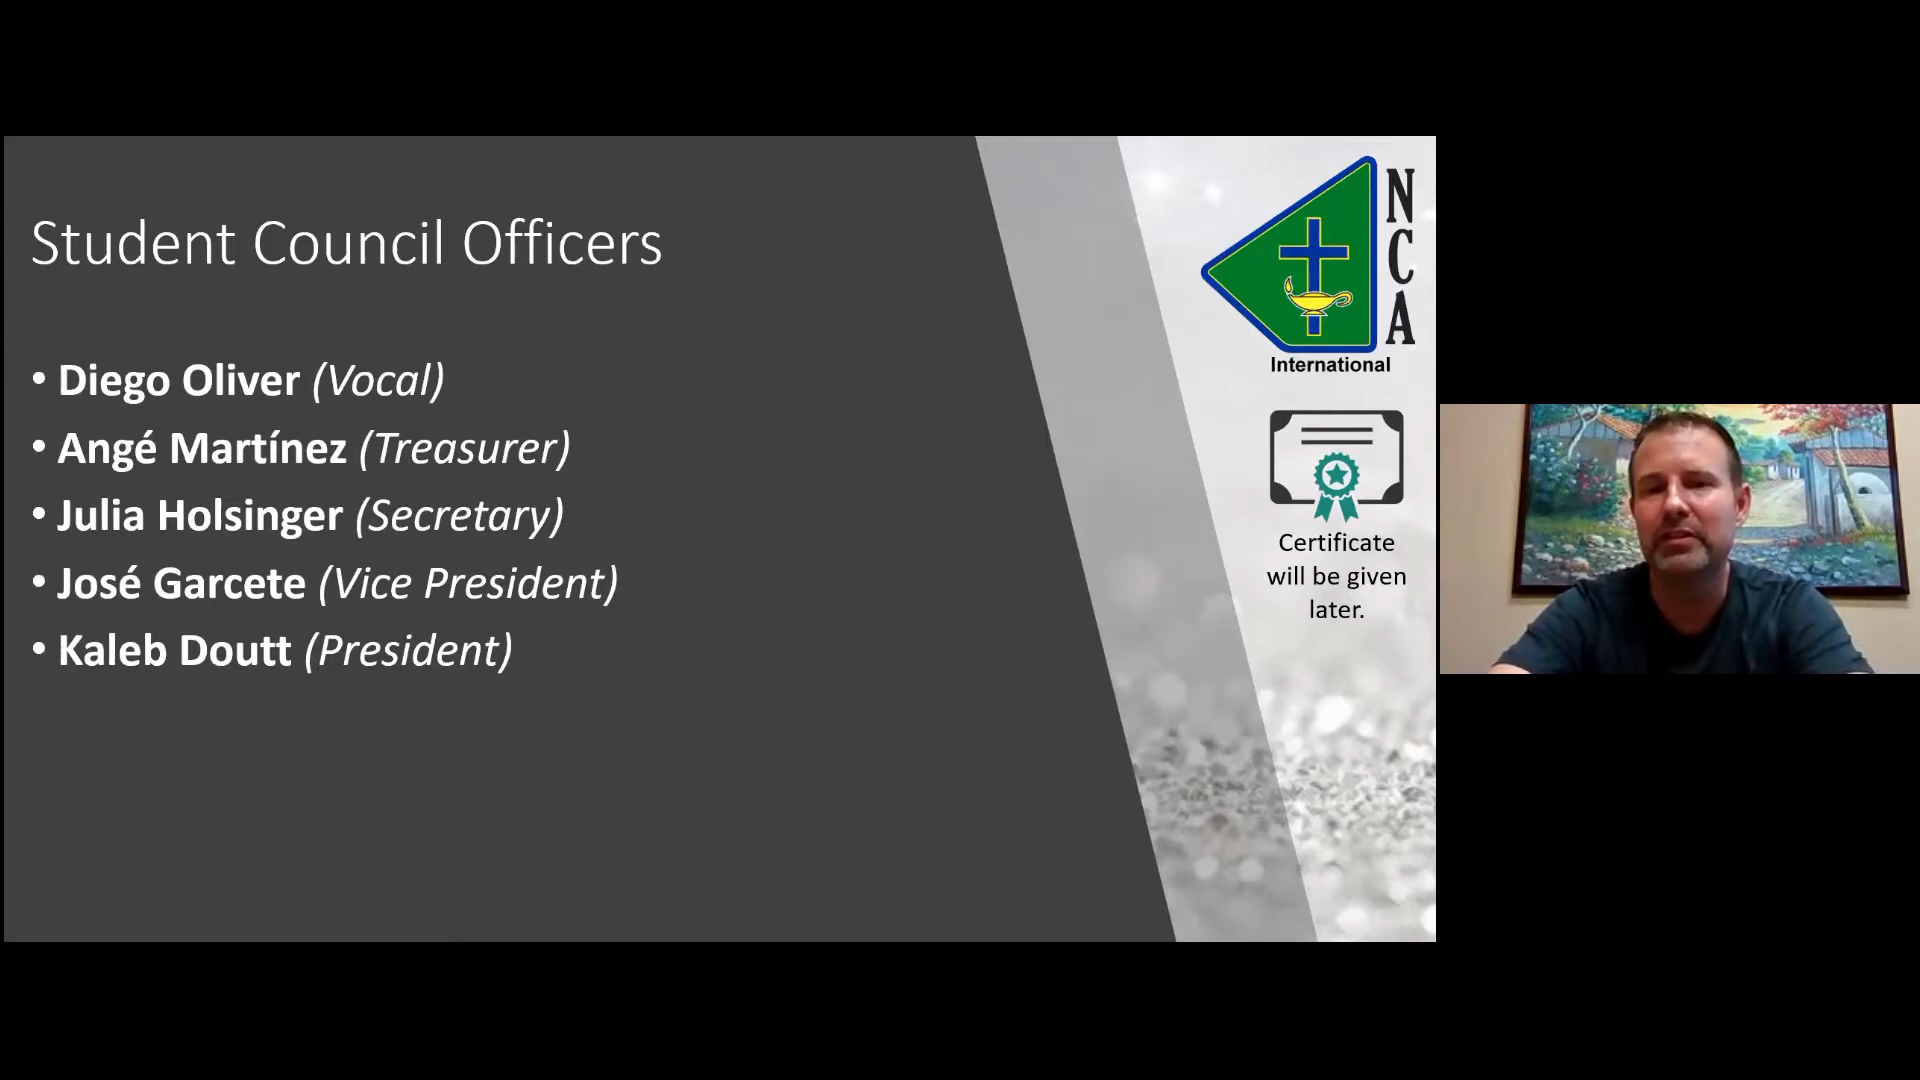 Student Council Officers
• Diego Oliver (Vocal)
• Angé Martínez (Treasurer)
• Julia Holsinger (Secretary)
• José Garcete (Vice President)
• Kaleb Doutt (President)
NCA
International
Certificate
will be given
later.